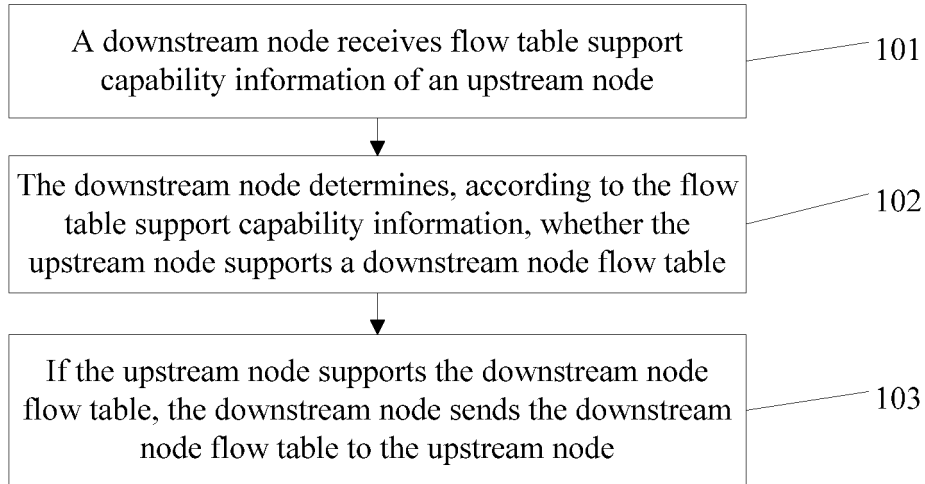 A downstream node receives flow table support
capability information of an upstream node
101
The downstream node determines, according to the flow
table support capability information, whether the
upstream node supports a downstream node flow table
102
If the upstream node supports the downstream node
flow table, the downstream node sends the downstream
node flow table to the upstream node
103